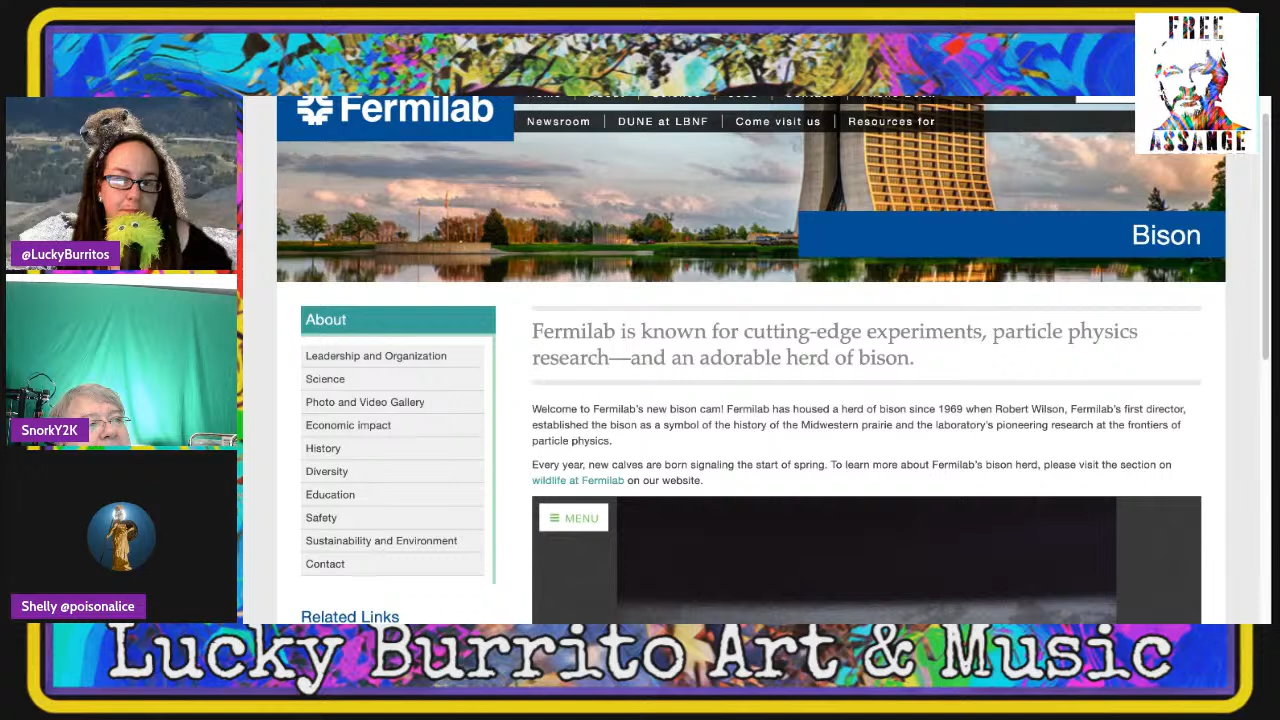 FREE
ASSANGE
Fermilab
Newsroom
DUNE at LBNF
Come visit us
Resources for
Bison
@LuckyBurritos
SnorkY2K
Shelly @poisonalice
About
Leadership and Organization
Science
Photo and Video Gallery
Economic impact
History
Diversity
Education
Safety
Sustainability and Environment
Contact
Related Links
Fermilab is known for cutting-edge experiments, particle physics
research—and an adorable herd of bison.
Welcome to Fermilab's new bison cam! Fermilab has housed a herd of bison since 1969 when Robert Wilson, Fermilab's first director,
established the bison as a symbol of the history of the Midwestern prairie and the laboratory's pioneering research at the frontiers of
particle physics.
Every year, new calves are born signaling the start of spring. To learn more about Fermilab's bison herd, please visit the section on
wildlife at Fermilab on our website.
MENU
Lucky Burrito Art & Music